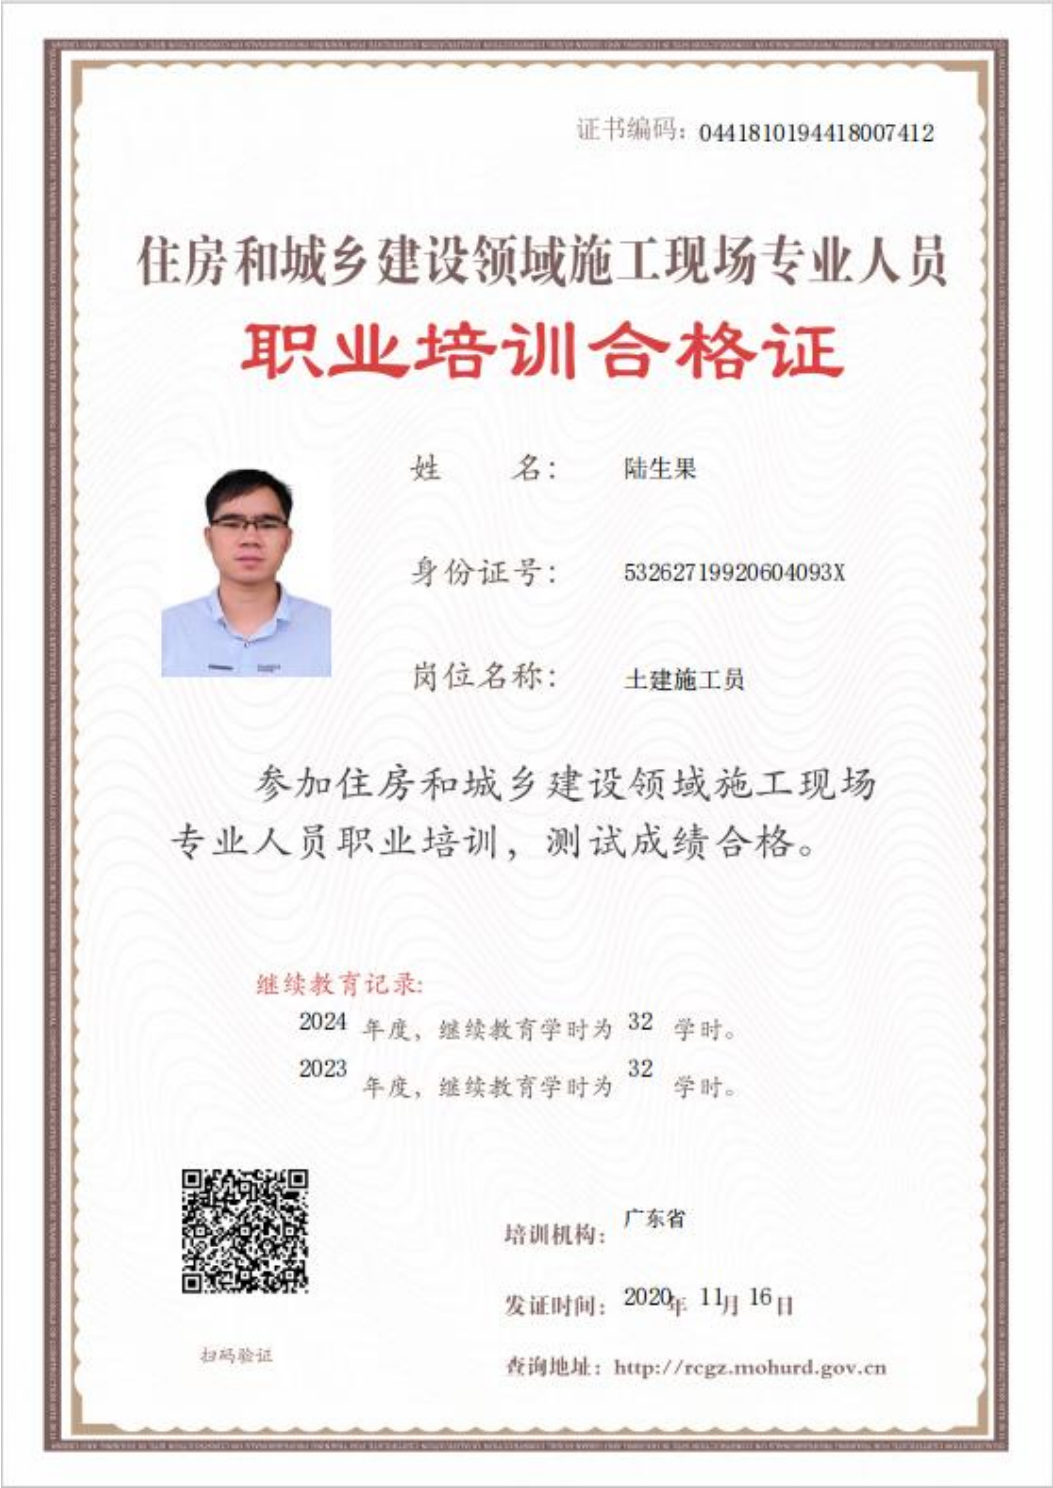 证书编码：0441810194418007412
住房和城乡建设领域施工现场专业人员
职业培训合格证
姓 名： 陆生果
身份证号： 53262719920604093X
岗位名称： 土建施工员
参加住房和城乡建设领域施工现场
专业人员职业培训，测试成绩合格。
继续教育记录:
2024 年度，继续教育学时为 32 学时。
2023 年度，继续教育学时为 32 学时。
培训机构： 广东省
发证时间： 2020年 11月 16日
扫码验证
查询地址：http://rcgz.mohurd.gov.cn